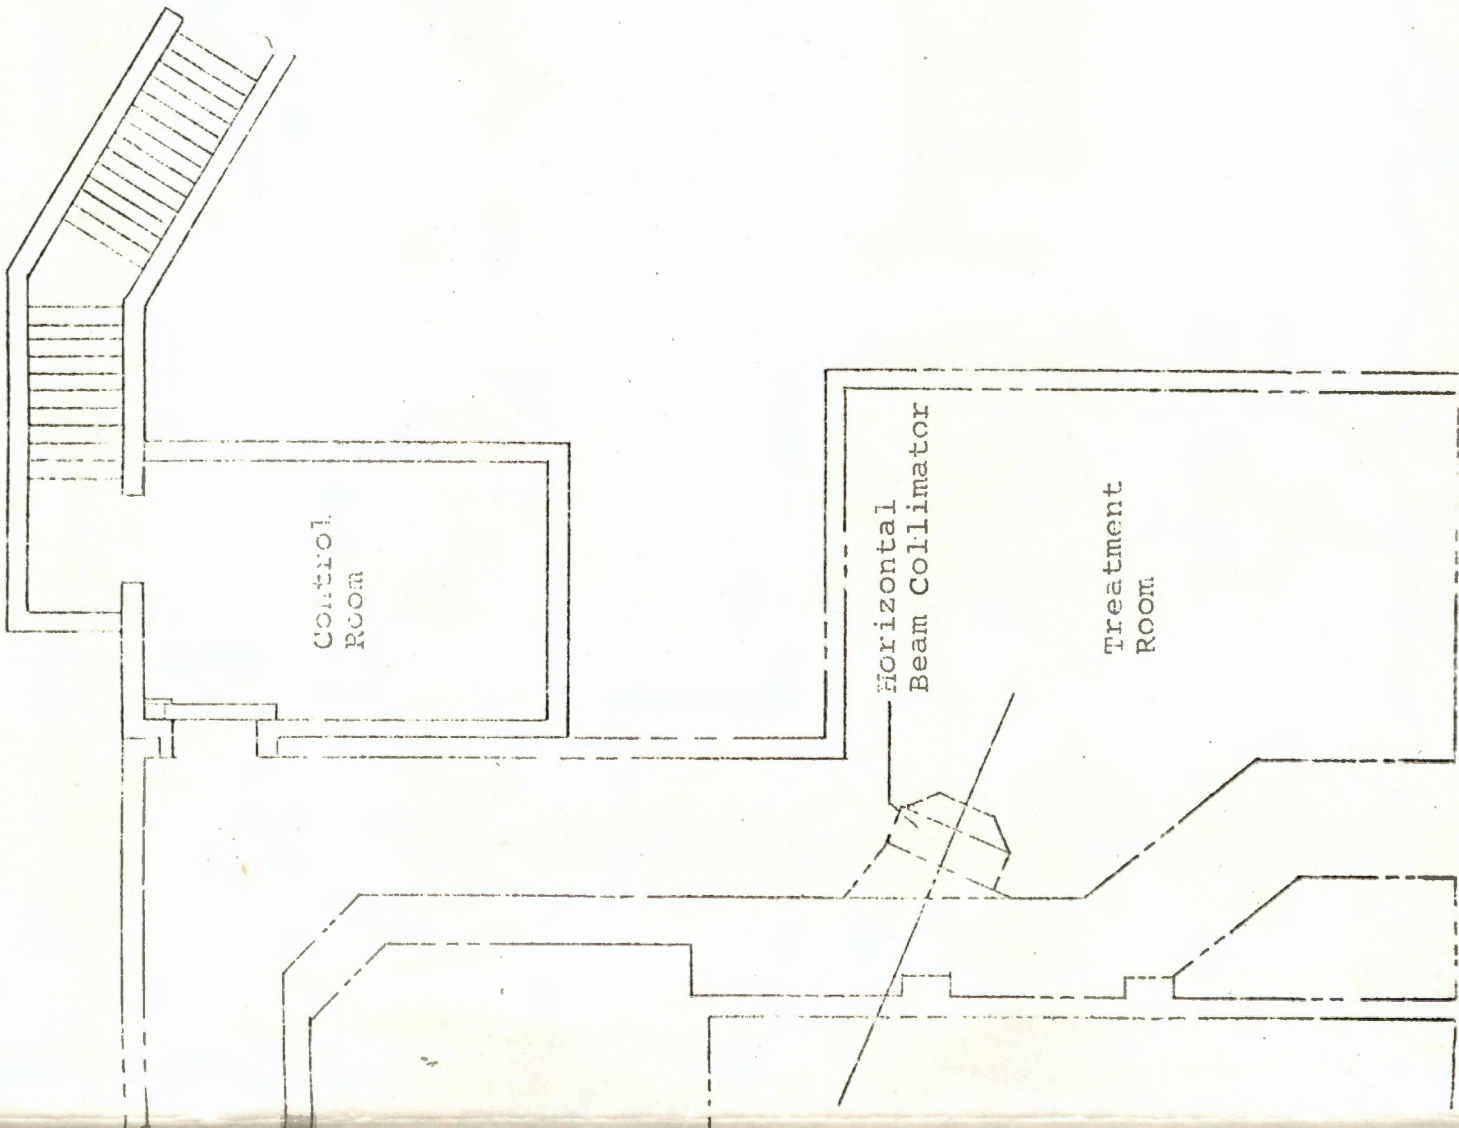 Control
Room
Horizontal
Beam Collimator
Treatment
Room